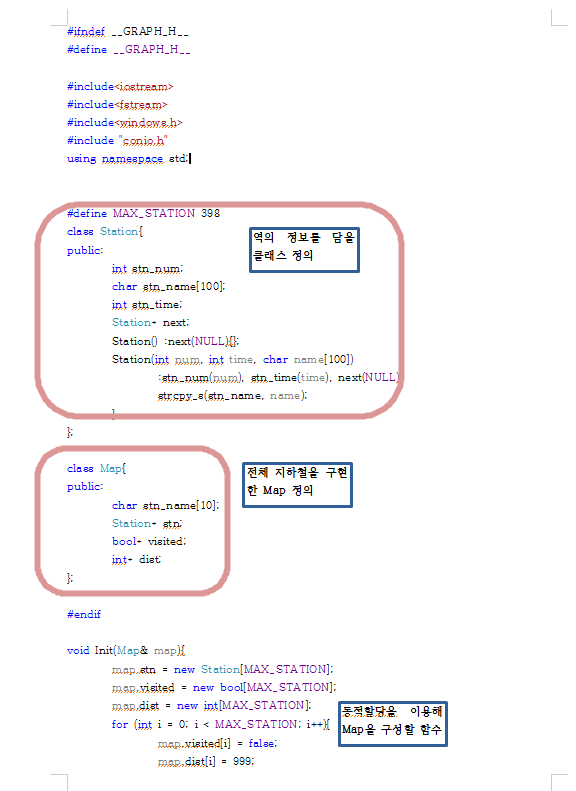 #ifndef __GRAPH_H__
#define __GRAPH_H__
#include<iostream>
#include<fstream>
#include<windows.h>
#include "conio.h"
using namespace std;
#define MAX_STATION 398
class Station{
public:
int stn_num;
char stn_name[100];
int stn_time;
Station* next;
Station() :next(NULL){};
Station(int num, int time, char name[100])
:stn_num(num), stn_time(time), next(NULL)
strcpy_s(stn_name, name);
}
};
역의 정보를 담을
클래스 정의
class Map{
public:
char stn_name[10];
Station* stn;
bool* visited;
int* dist;
};
전체 지하철을 구현
한 Map 정의
#endif
void Init(Map& map){
map.stn = new Station[MAX_STATION];
map.visited = new bool[MAX_STATION];
map.dist = new int[MAX_STATION];
for (int i = 0; i < MAX_STATION; i++){
map.visited[i] = false;
map.dist[i] = 999;
동적할당을 이용해
Map을 구성할 함수